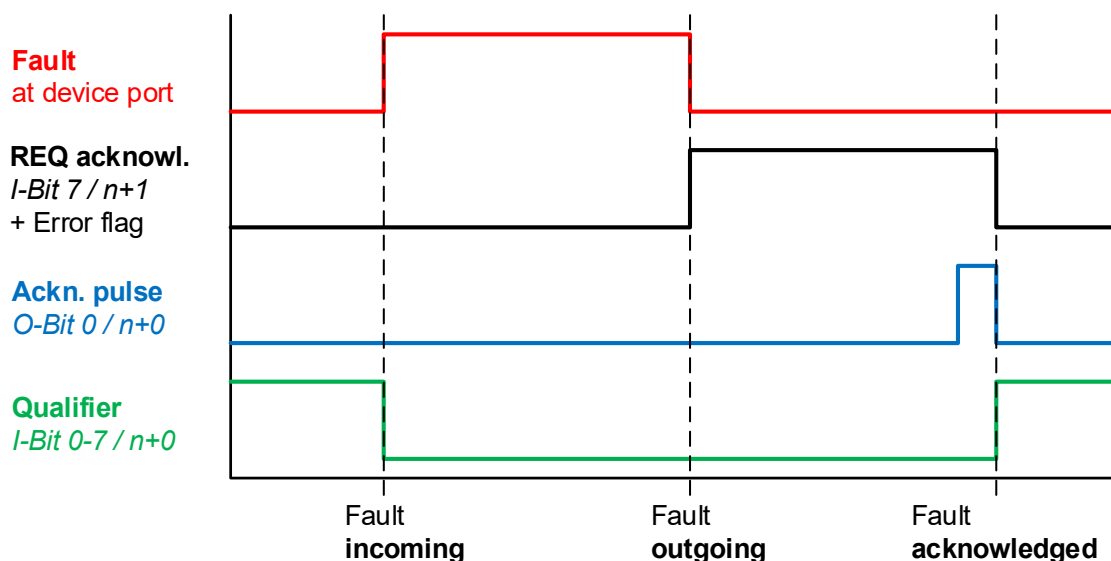 Fault
at device port
REQ acknowl.
I-Bit 7 / n+1
+ Error flag
Ackn. pulse
O-Bit 0 / n+0
Qualifier
I-Bit 0-7 / n+0
Fault
incoming
Fault
outgoing
Fault
acknowledged